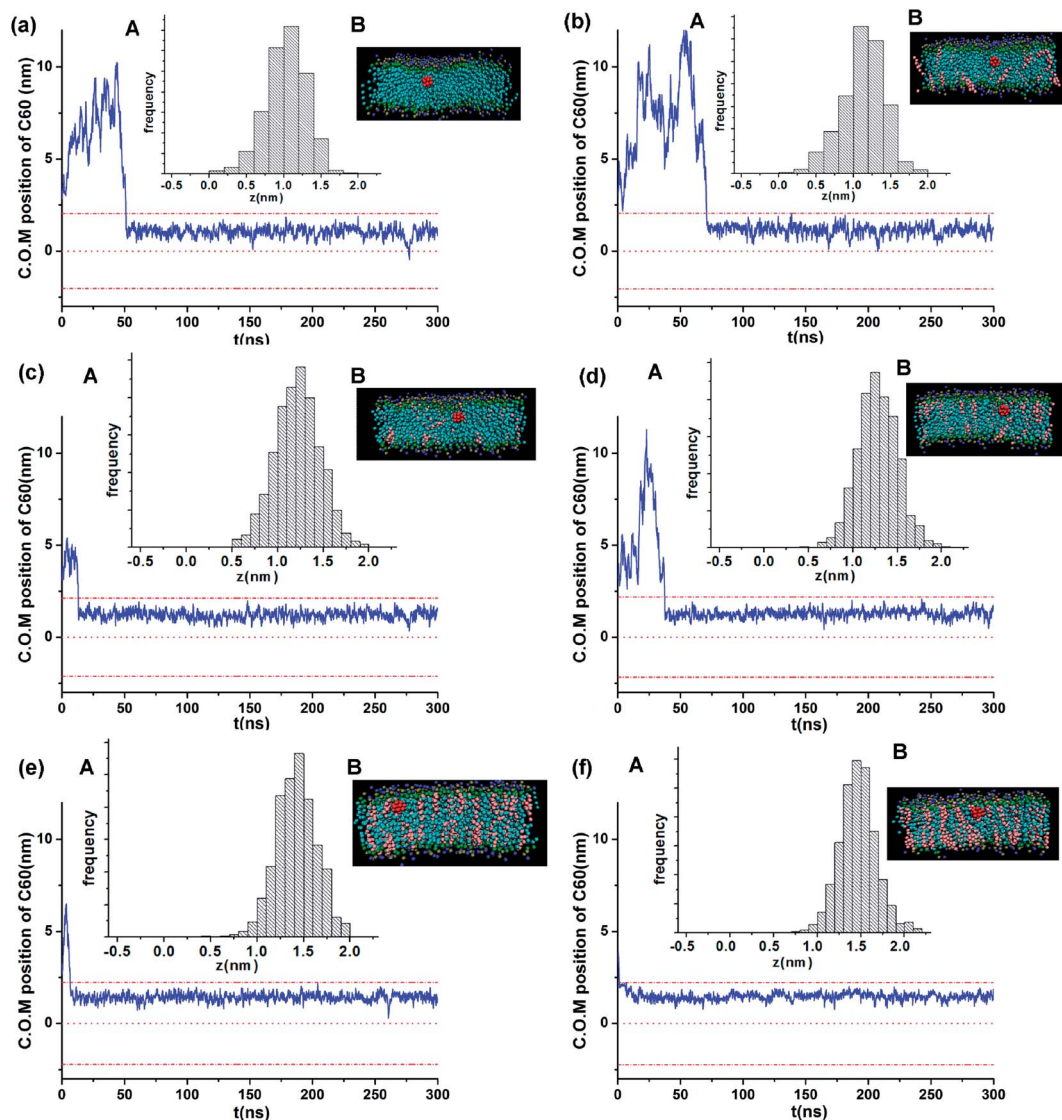 (a)
A
B
C.O.M position of C60 (nm)
10
5
0
frequency
-0.5 0.0 0.5 1.0 1.5 2.0
z(nm)
0 50 100 150 200 250 300
t(ns)
(b)
A
B
C.O.M position of C60 (nm)
10
5
0
frequency
-0.5 0.0 0.5 1.0 1.5 2.0
z(nm)
0 50 100 150 200 250 300
t(ns)
(c)
A
B
C.O.M position of C60(nm)
10
5
0
frequency
-0.5 0.0 0.5 1.0 1.5 2.0
z(nm)
0 50 100 150 200 250 300
t(ns)
(d)
A
B
C.O.M position of C60(nm)
10
5
0
frequency
-0.5 0.0 0.5 1.0 1.5 2.0
z(nm)
0 50 100 150 200 250 300
t(ns)
(e)
A
B
C.O.M position of C60(nm)
10
5
0
frequency
-0.5 0.0 0.5 1.0 1.5 2.0
z(nm)
0 50 100 150 200 250 300
t(ns)
(f)
A
B
C.O.M position of C60(nm)
10
5
0
frequency
-0.5 0.0 0.5 1.0 1.5 2.0
z(nm)
0 50 100 150 200 250 300
t(ns)